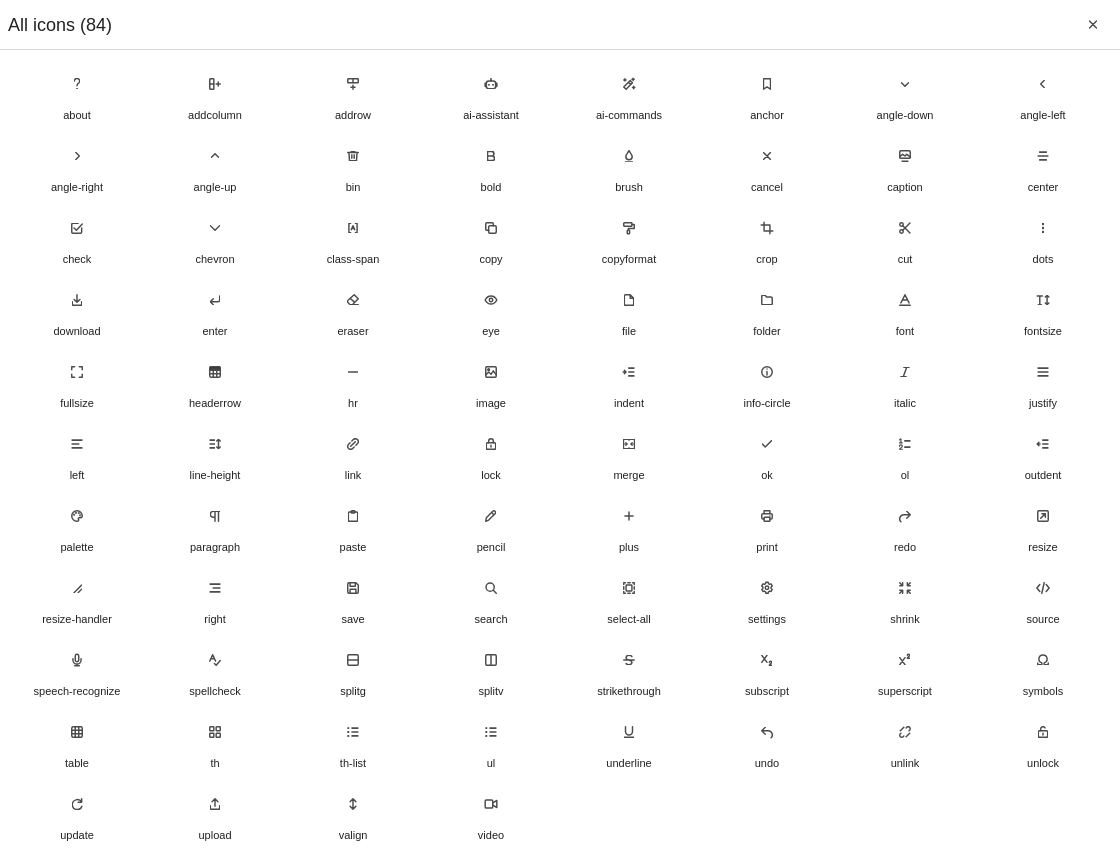 All icons (84)
about addcolumn addrow ai-assistant ai-commands anchor angle-down angle-left
angle-right angle-up bin bold brush cancel caption center
check chevron class-span copy copyformat crop cut dots
download enter eraser eye file folder font fontsize
fullsize headerrow hr image indent info-circle italic justify
left line-height link lock merge ok ol outdent
palette paragraph paste pencil plus print redo resize
resize-handler right save search select-all settings shrink source
speech-recognize spellcheck splitg splitv strikethrough subscript superscript symbols
table th th-list ul underline undo unlink unlock
update upload valign video